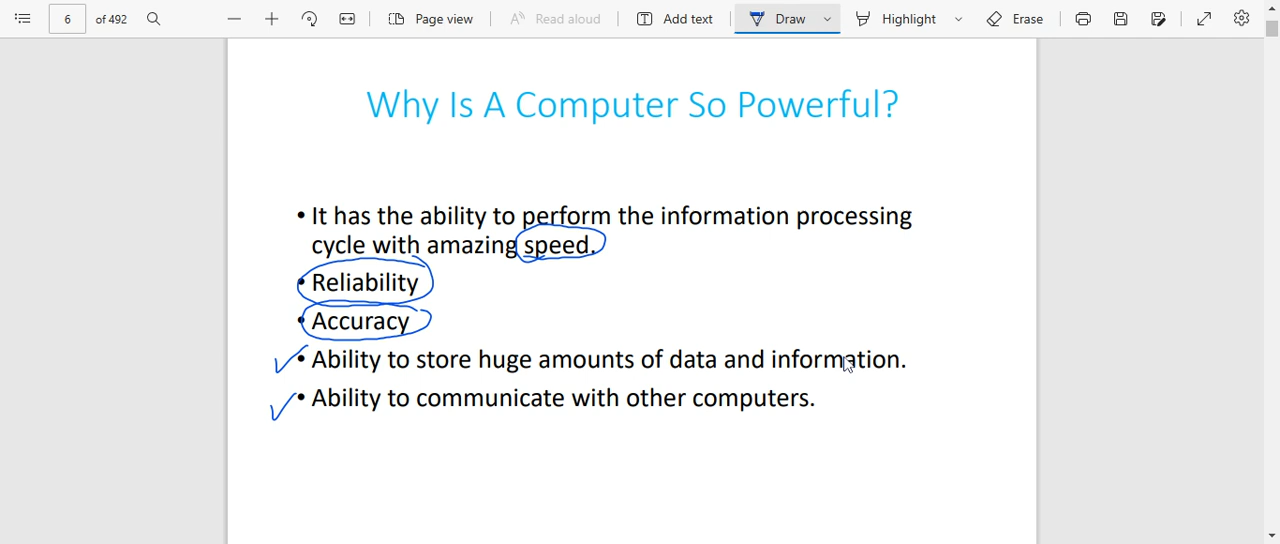 6 of 492 Page view Read aloud Add text Draw Highlight Erase
Why Is A Computer So Powerful?
• It has the ability to perform the information processing
cycle with amazing speed.
• Reliability
• Accuracy
• Ability to store huge amounts of data and information.
• Ability to communicate with other computers.